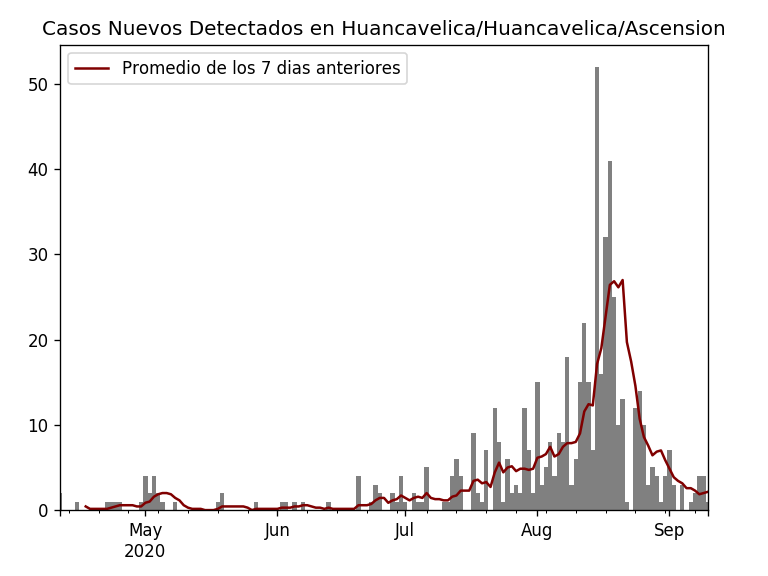 Casos Nuevos Detectados en Huancavelica/Huancavelica/Ascension
Promedio de los 7 dias anteriores
50
40
30
20
10
0
May Jun Jul Aug Sep
2020